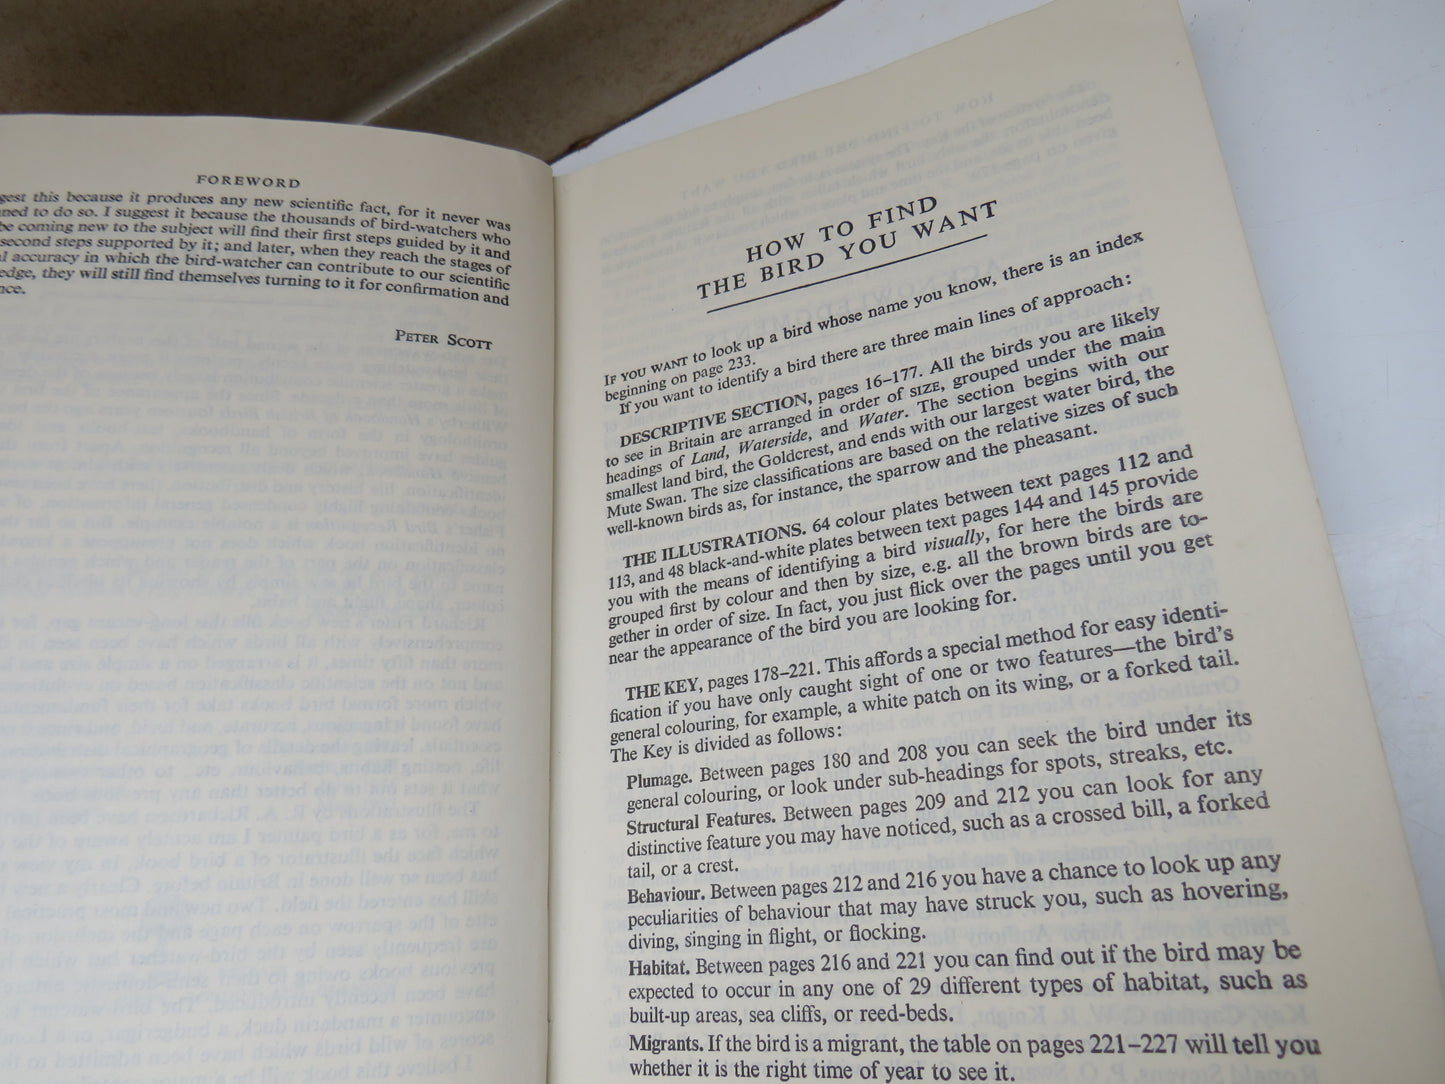 FOREWORD
gest this because it produces any new scientific fact, for it never was
ned to do so. I suggest it because the thousands of bird-watchers who
be coming new to the subject will find their first steps guided by it and
second steps supported by it; and later, when they reach the stages of
l accuracy in which the bird-watcher can contribute to our scientific
edge, they will still find themselves turning to it for confirmation and
nce.
PETER SCOTT
HOW TO FIND
THE BIRD YOU WANT
IF YOU WANT to look up a bird whose name you know, there is an index
beginning on page 233.
If you want to identify a bird there are three main lines of approach:
DESCRIPTIVE SECTION, pages 16–177. All the birds you are likely
to see in Britain are arranged in order of SIZE, grouped under the main
headings of Land, Waterside, and Water. The section begins with our
smallest land bird, the Goldcrest, and ends with our largest water bird, the
Mute Swan. The size classifications are based on the relative sizes of such
well-known birds as, for instance, the sparrow and the pheasant.
THE ILLUSTRATIONS. 64 colour plates between text pages 112 and
113, and 48 black-and-white plates between text pages 144 and 145 provide
you with the means of identifying a bird visually, for here the birds are
grouped first by colour and then by size, e.g. all the brown birds are to-
gether in order of size. In fact, you just flick over the pages until you get
near the appearance of the bird you are looking for.
THE KEY, pages 178–221. This affords a special method for easy identi-
fication if you have only caught sight of one or two features—the bird's
general colouring, for example, a white patch on its wing, or a forked tail.
The Key is divided as follows:
Plumage. Between pages 180 and 208 you can seek the bird under its
general colouring, or look under sub-headings for spots, streaks, etc.
Structural Features. Between pages 209 and 212 you can look for any
distinctive feature you may have noticed, such as a crossed bill, a forked
tail, or a crest.
Behaviour. Between pages 212 and 216 you have a chance to look up any
peculiarities of behaviour that may have struck you, such as hovering,
diving, singing in flight, or flocking.
Habitat. Between pages 216 and 221 you can find out if the bird may be
expected to occur in any one of 29 different types of habitat, such as
built-up areas, sea cliffs, or reed-beds.
Migrants. If the bird is a migrant, the table on pages 221–227 will tell you
whether it is the right time of year to see it.